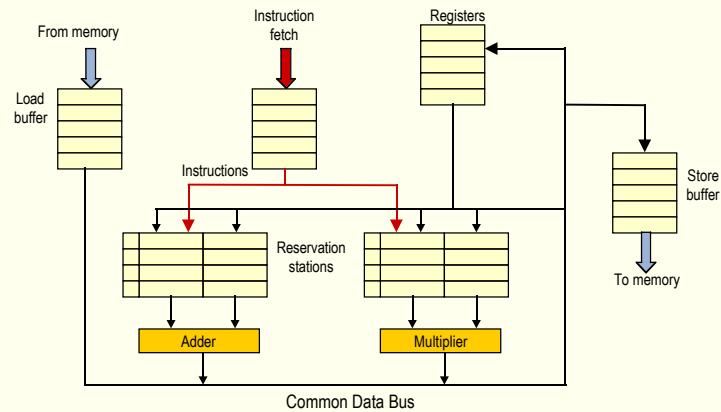 From memory
Instruction
fetch
Registers
Load
buffer
Instructions
Store
buffer
Reservation
stations
To memory
Adder
Multiplier
Common Data Bus